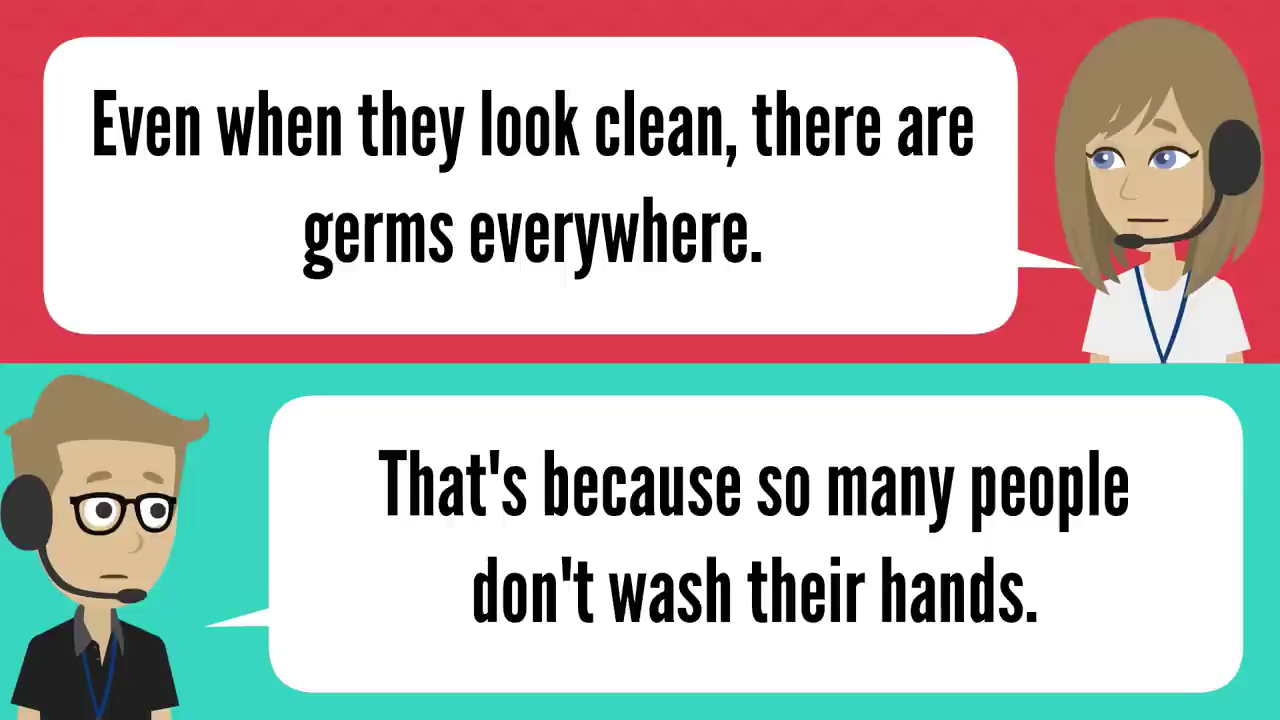 Even when they look clean, there are
germs everywhere.
That's because so many people
don't wash their hands.